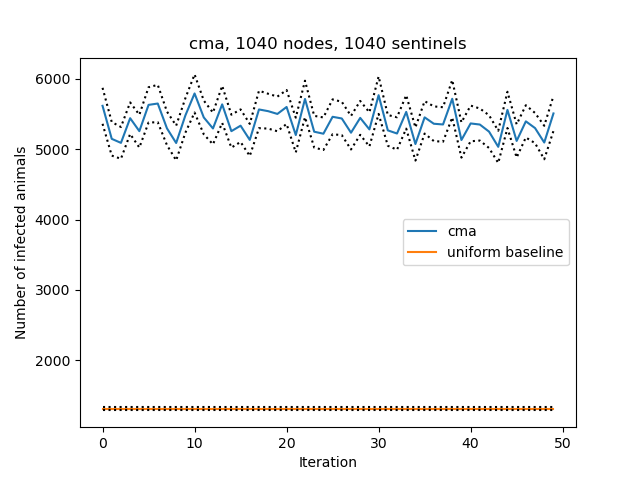 cma, 1040 nodes, 1040 sentinels
6000
5000
4000
3000
2000
Number of infected animals
cma
uniform baseline
0
10
20
30
40
50
Iteration